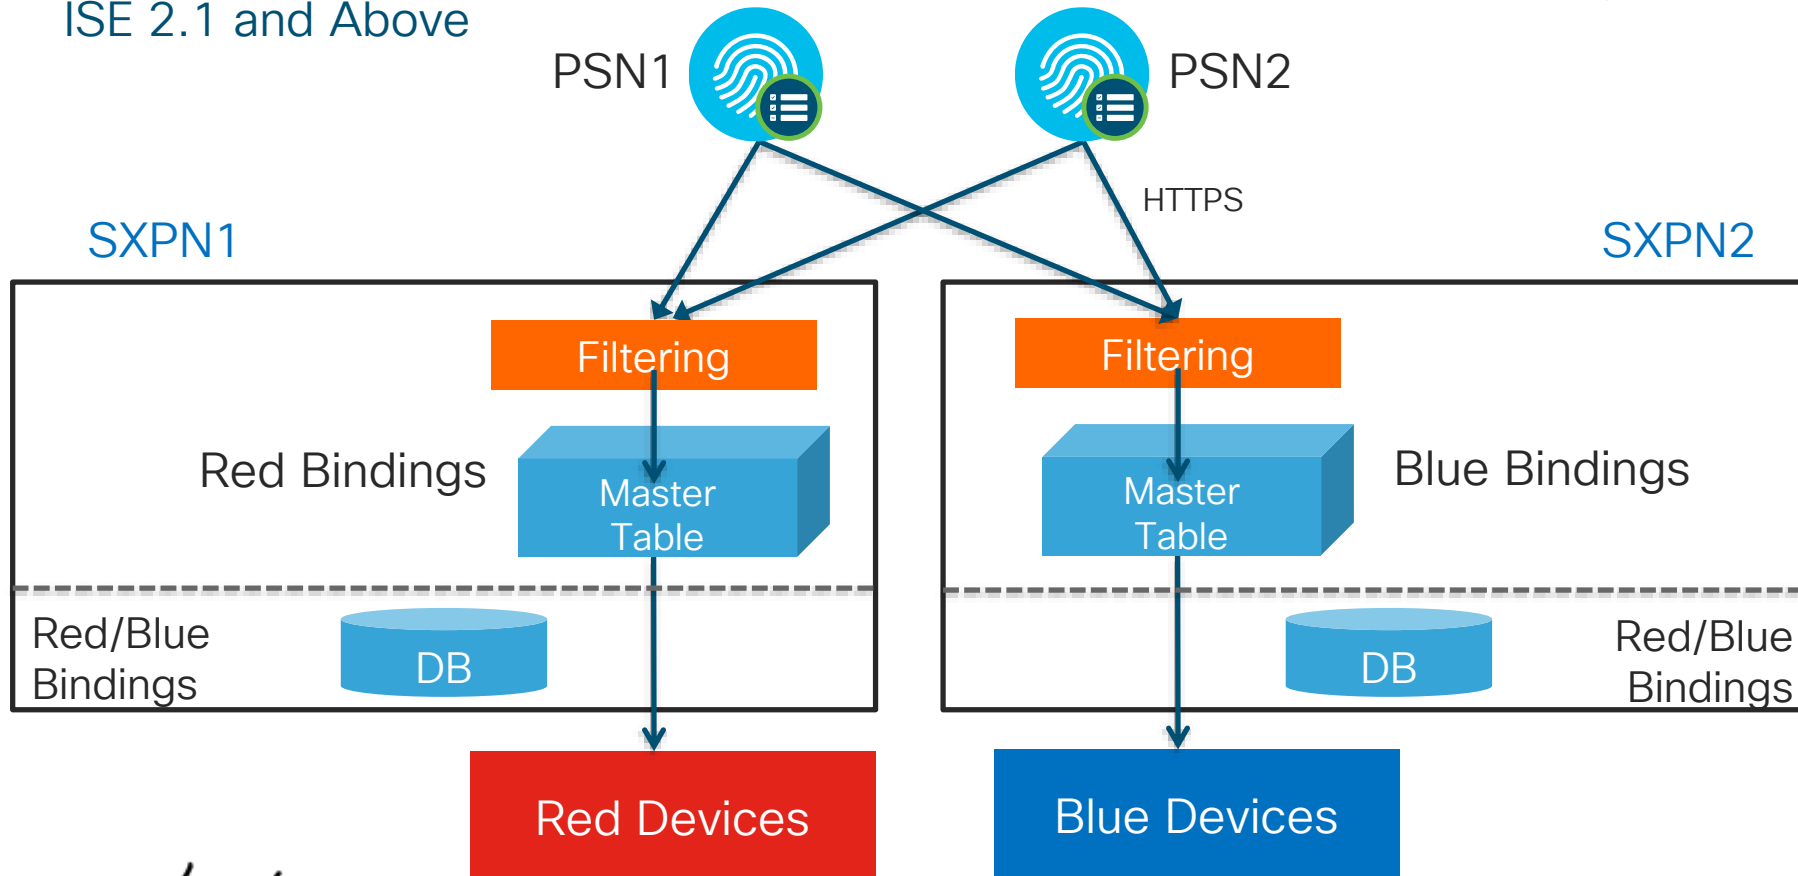 ISE 2.1 and Above
PSN1
PSN2
HTTPS
SXPN1
SXPN2
Filtering
Filtering
Red Bindings
Master
Table
Master
Table
Blue Bindings
Red/Blue
Bindings
DB
DB
Red/Blue
Bindings
Red Devices
Blue Devices